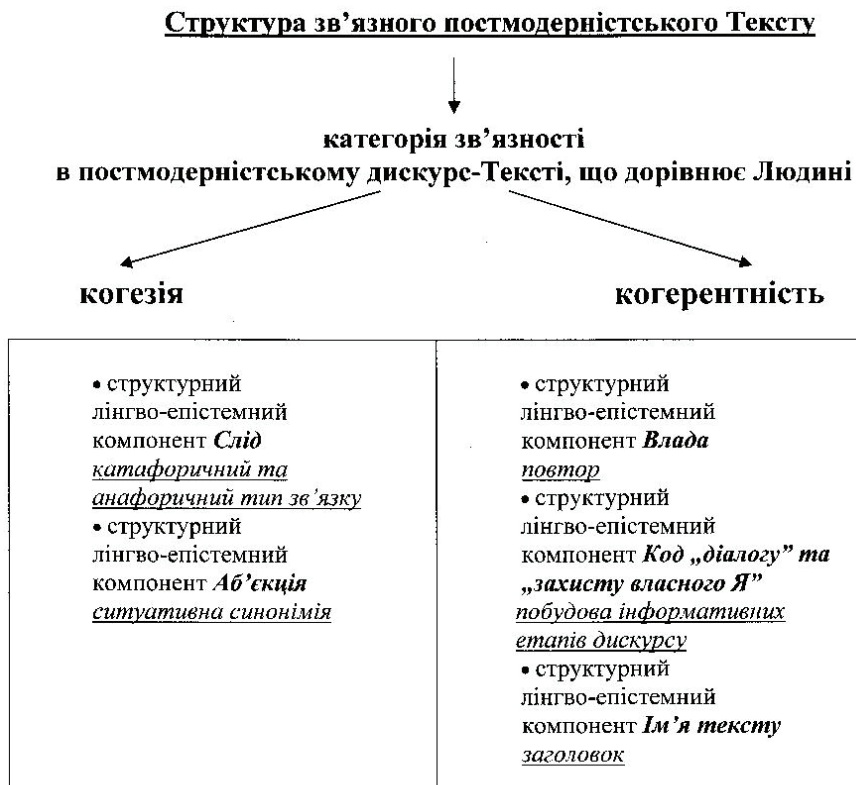 Структура зв’язного постмодерністського Тексту
категорія зв’язності
в постмодерністському дискурс-Тексті, що дорівнює Людині
когезія
когерентність
• структурний
лінгво-епістемний
компонент Слід
катафоричний та
анафоричний тип зв’язку
• структурний
лінгво-епістемний
компонент Аб’єкція
ситуативна синонімія
• структурний
лінгво-епістемний
компонент Влада
повтор
• структурний
лінгво-епістемний
компонент Код „діалогу” та
„захисту власного Я”
побудова інформативних
етапів дискурсу
• структурний
лінгво-епістемний
компонент Ім’я тексту
заголовок